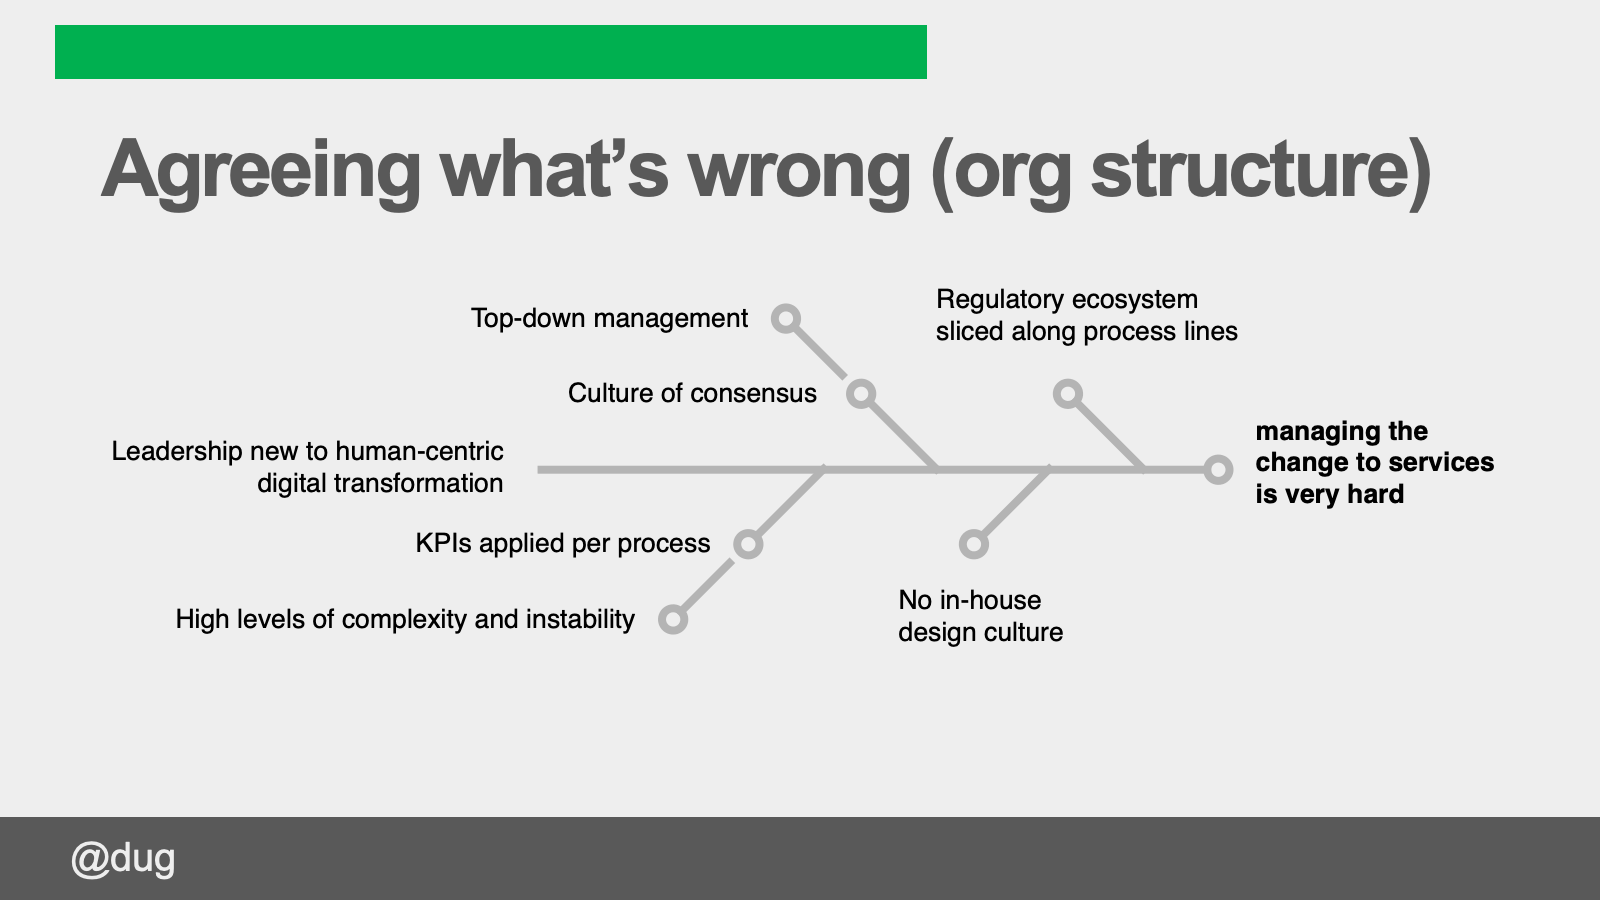 Agreeing what’s wrong (org structure)
Top-down management
Regulatory ecosystem
sliced along process lines
Culture of consensus
Leadership new to human-centric
digital transformation
managing the
change to services
is very hard
KPIs applied per process
High levels of complexity and instability
No in-house
design culture
@dug